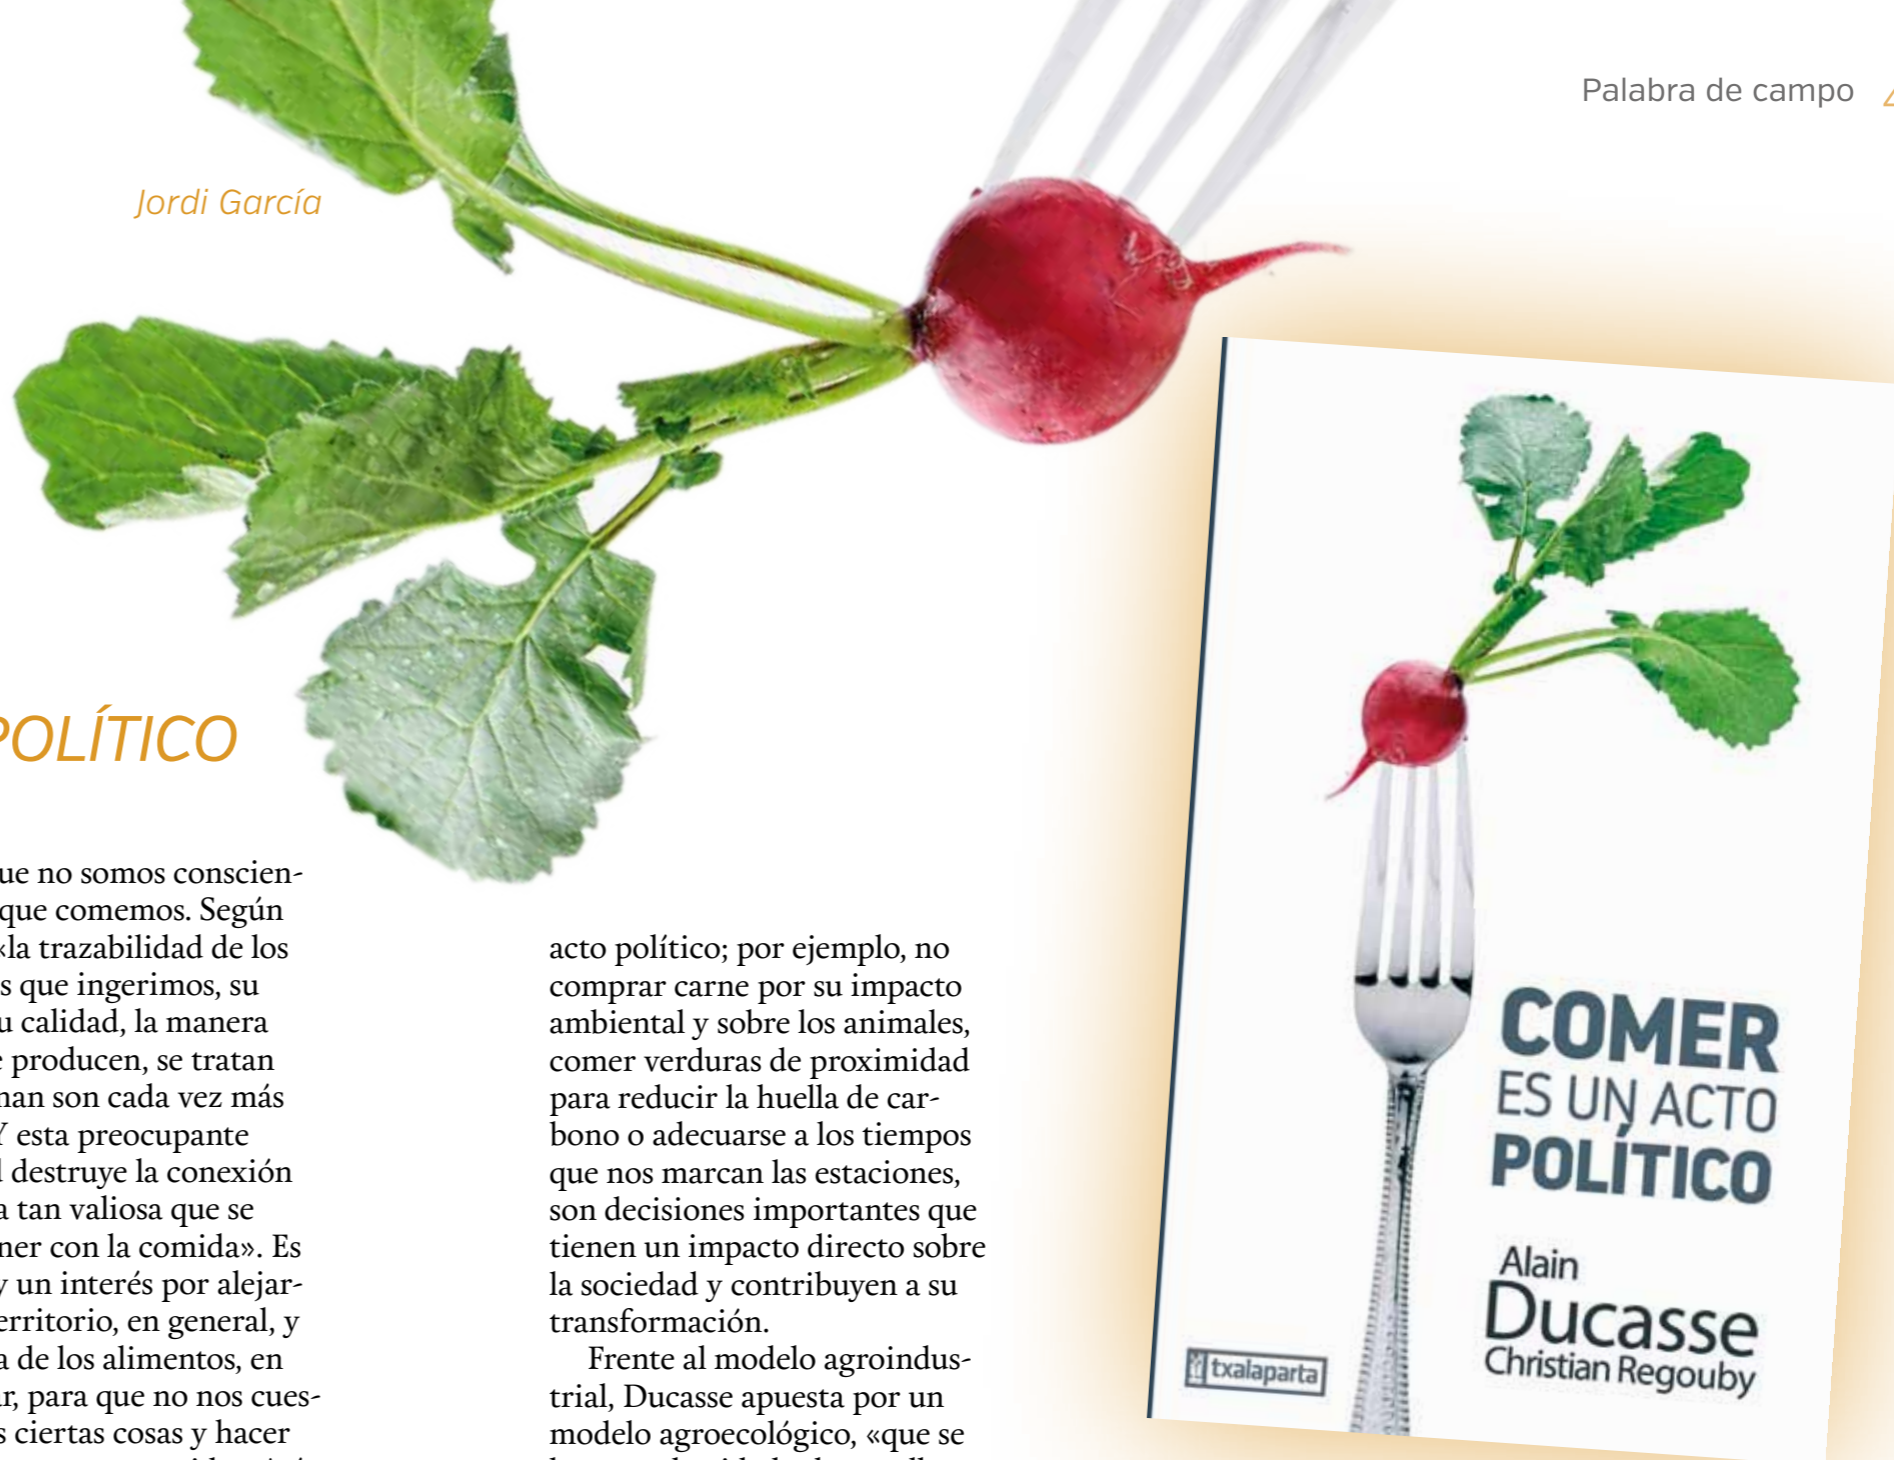 Palabra de campo
Jordi García
POLÍTICO
ue no somos conscien-
que comemos. Según
«la trazabilidad de los
s que ingerimos, su
u calidad, la manera
e producen, se tratan
man son cada vez más
Y esta preocupante
d destruye la conexión
a tan valiosa que se
ner con la comida». Es
y un interés por alejar-
erritorio, en general, y
a de los alimentos, en
ar, para que no nos cues-
s ciertas cosas y hacer
acto político; por ejemplo, no
comprar carne por su impacto
ambiental y sobre los animales,
comer verduras de proximidad
para reducir la huella de car-
bono o adecuarse a los tiempos
que nos marcan las estaciones,
son decisiones importantes que
tienen un impacto directo sobre
la sociedad y contribuyen a su
transformación.
Frente al modelo agroindus-
trial, Ducasse apuesta por un
modelo agroecológico, «que se
COMER
ES UN ACTO
POLÍTICO
Alain
Ducasse
Christian Regouby
txalaparta